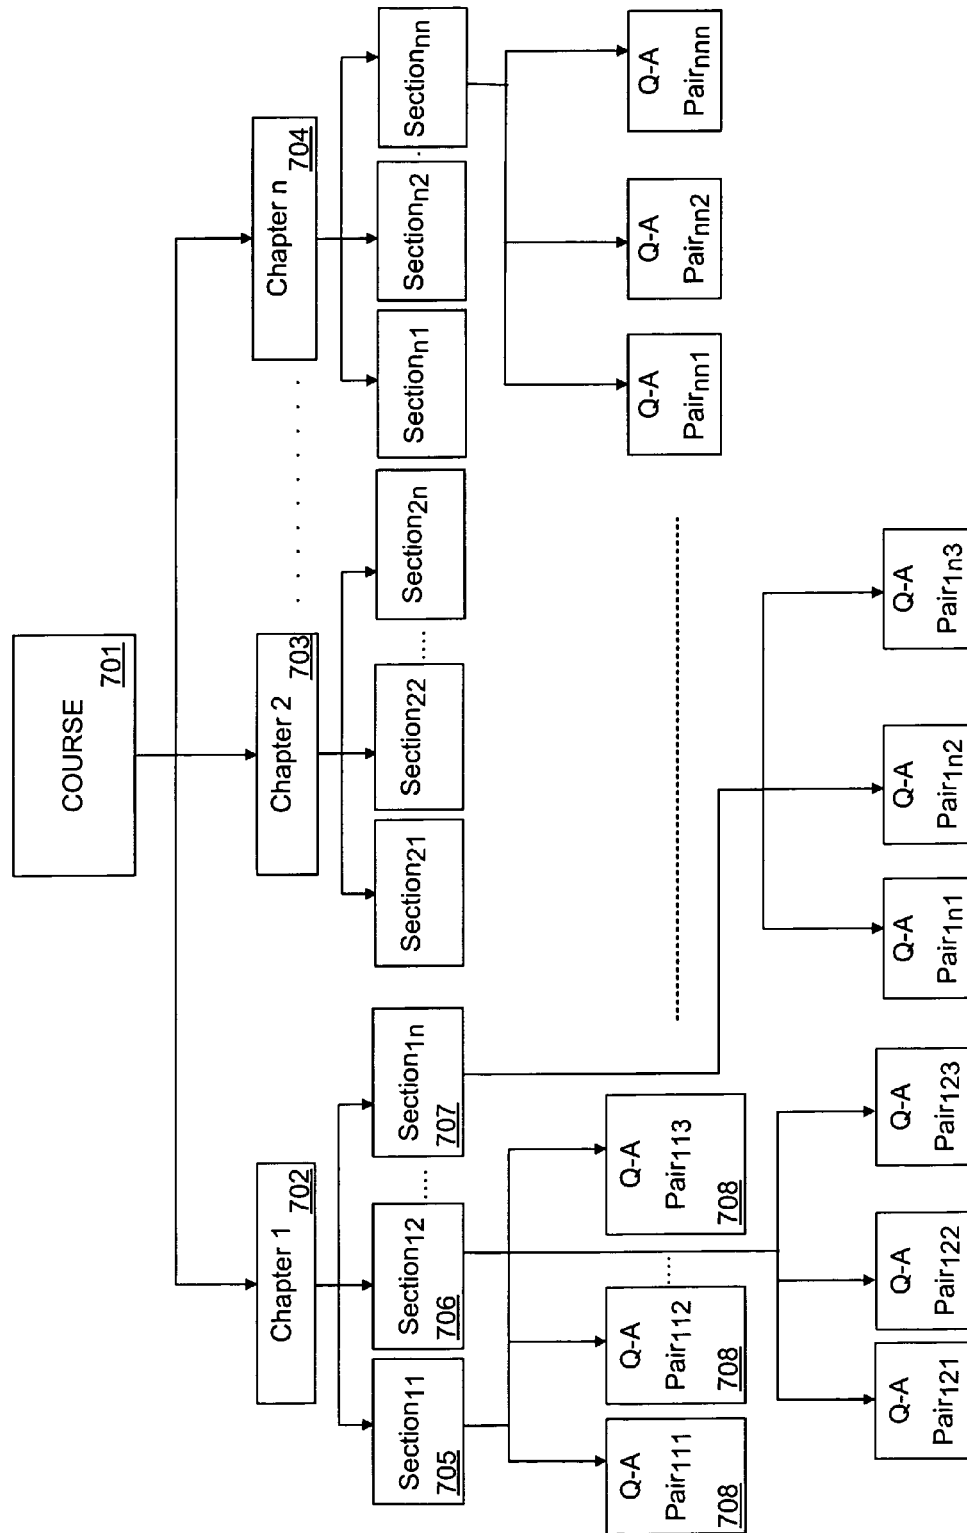 COURSE
701
Chapter 1
702
Chapter 2
703
. . . . . . . . .
Chapter n
704
Section11
705
Section12
706
.....
Section1n
707
Section21
Section22
.....
Section2n
Sectionn1
Sectionn2
...
Sectionnn
Q-A
Pair111
708
Q-A
Pair112
708
.....
Q-A
Pair113
708
Q-A
Pairnn1
Q-A
Pairnn2
Q-A
Pairnnn
Q-A
Pair121
Q-A
Pair122
Q-A
Pair123
Q-A
Pair1n1
Q-A
Pair1n2
Q-A
Pair1n3